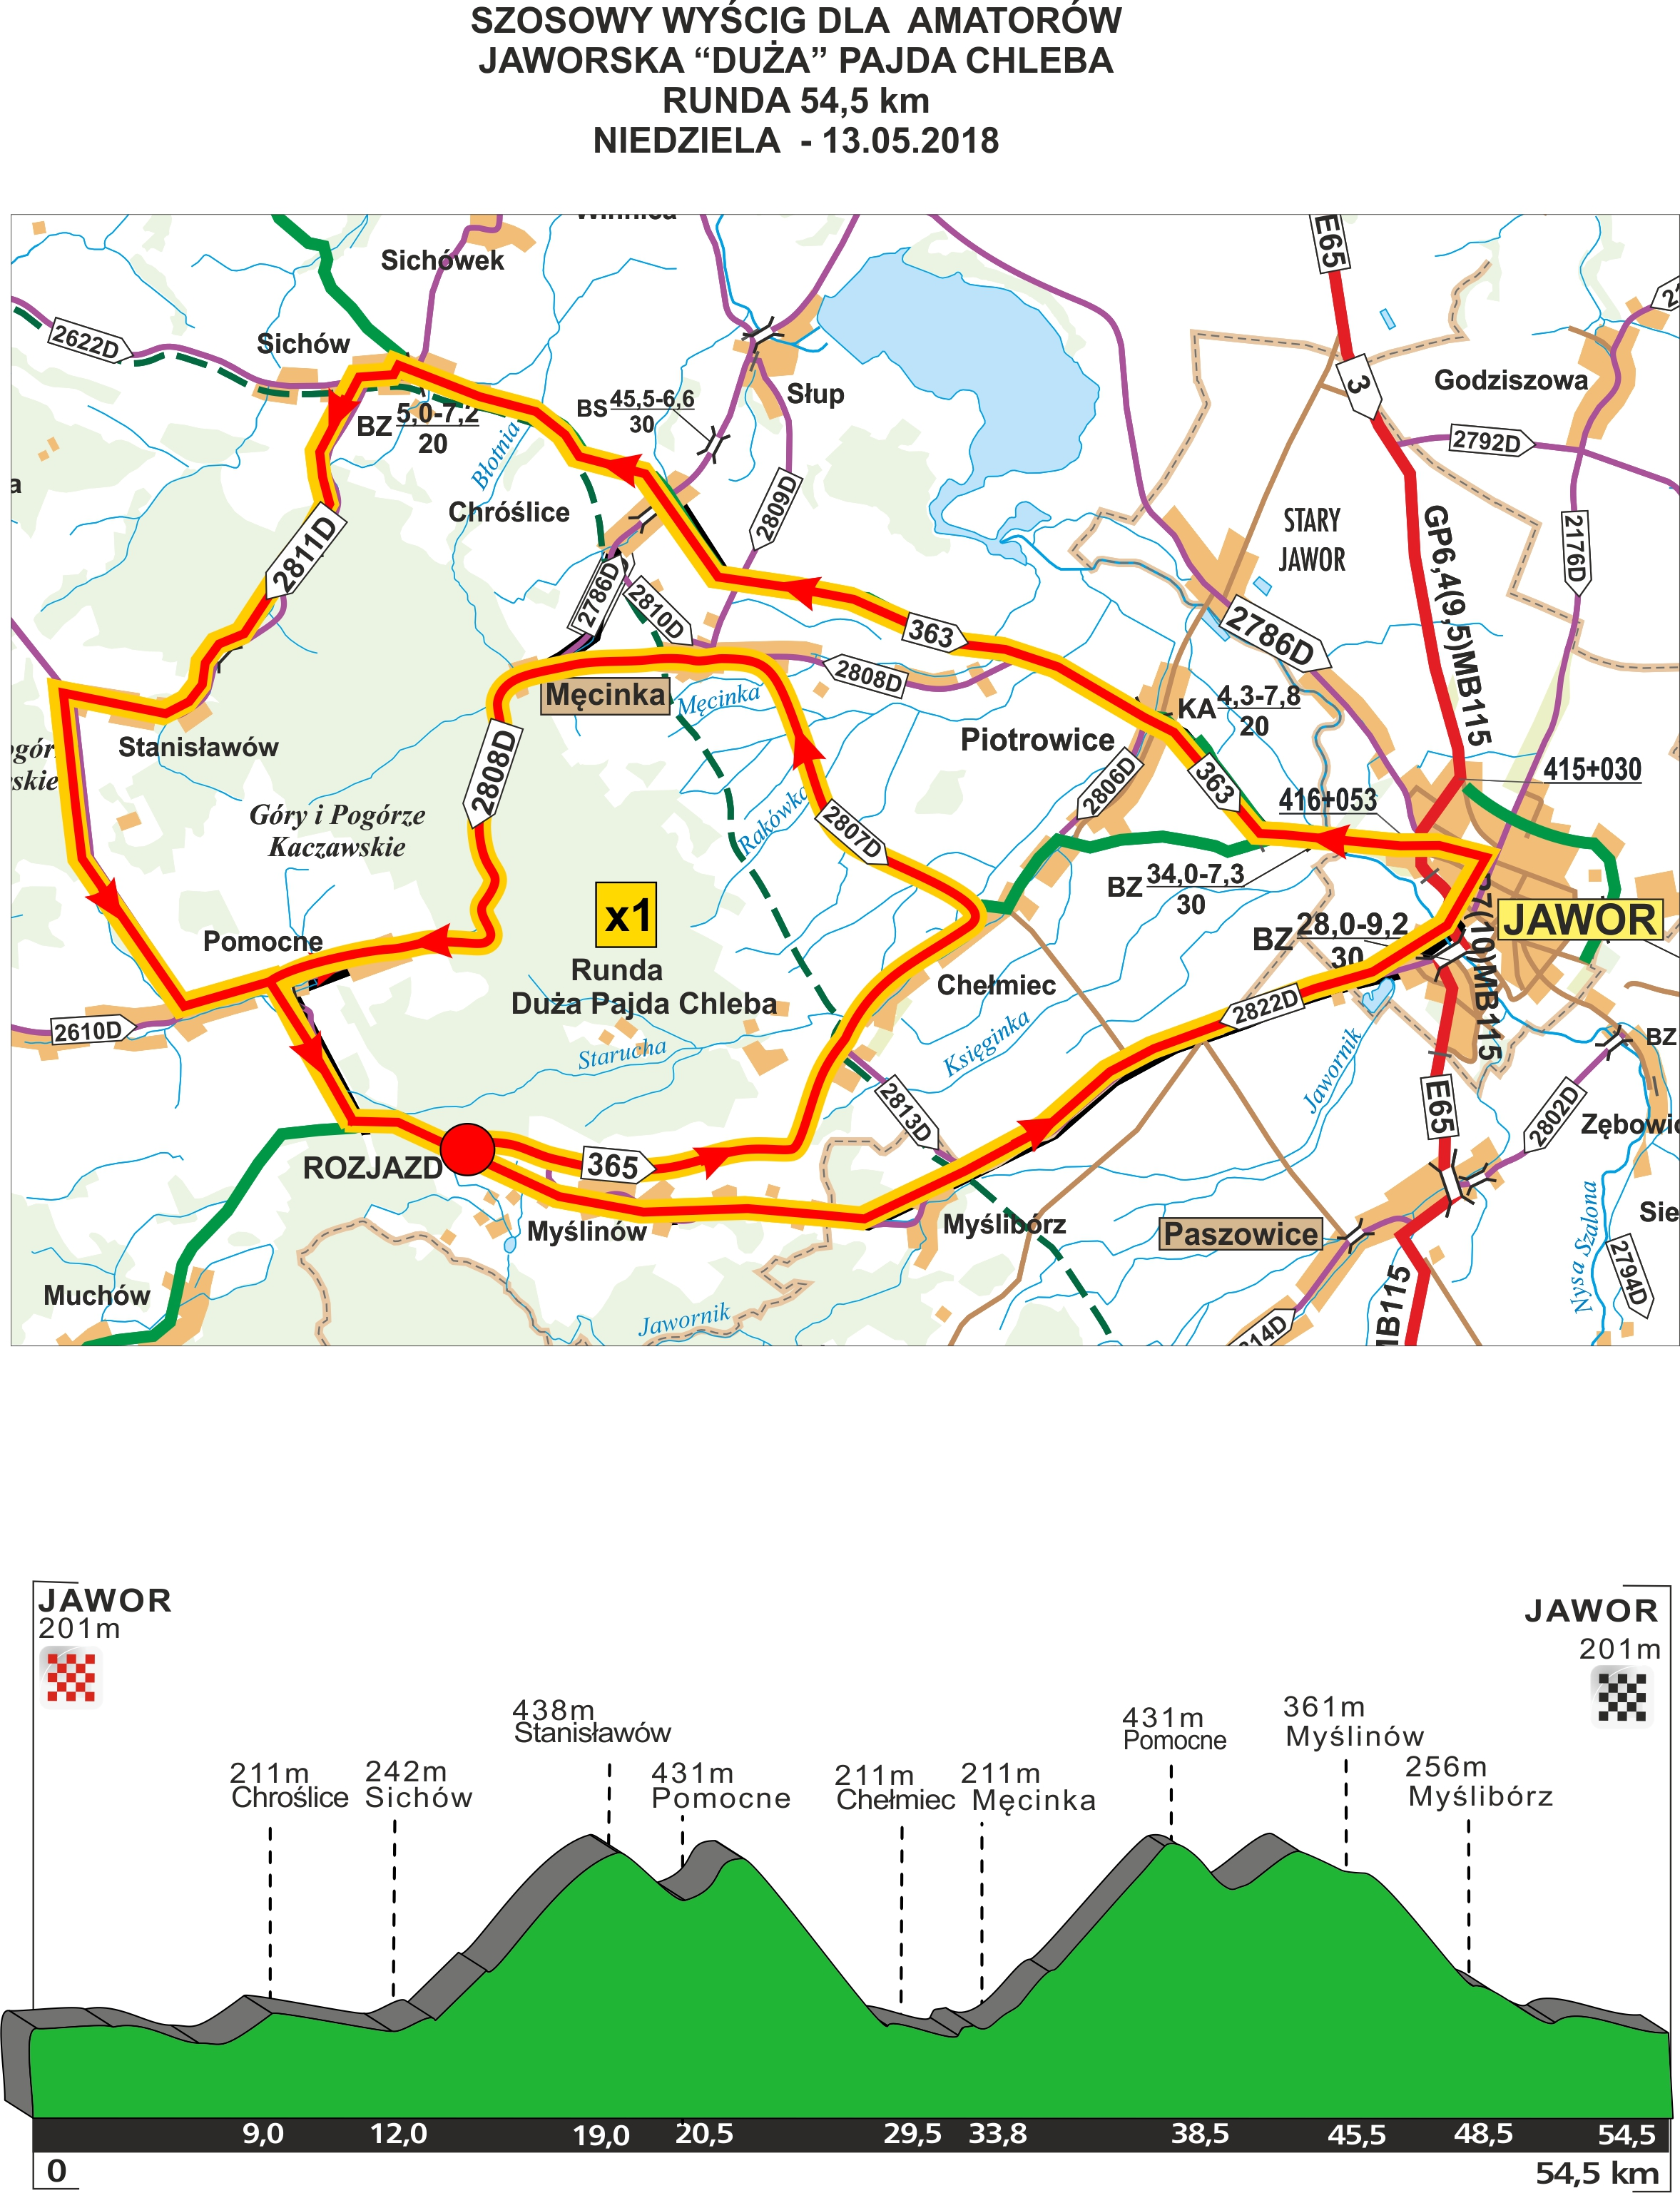 SZOSOWY WYŚCIG DLA AMATORÓW
JAWORSKA “DUŻA” PAJDA CHLEBA
RUNDA 54,5 km
NIEDZIELA - 13.05.2018
E65
Sichówek
2622D
Sichów
3
Godziszowa
Słup
BS 45,5-6,6
30
BZ 5,0-7,2
20
2792D
Błotnia
Chróślice
2809D
STARY
JAWOR
GP6,4(9,5)MB115
2811D
2176D
2786D
2810D
363
2786D
2808D
Męcinka
Męcinka
KA 4,3-7,8
20
Stanisławów
Piotrowice
2808D
2806D
363
415+030
416+053
Góry i Pogórze
Kaczawskie
Rakówka
2807D
BZ 34,0-7,3
30
x1
JAWOR
Pomocne
BZ 28,0-9,2
30
7(10)MB115
Runda
Duża Pajda Chleba
Chełmiec
2822D
2610D
Starucha
Księginka
Jawornik
BZ
2813D
E65
2802D
Zębowic
ROZJAZD
365
Myślinów
Myślibórz
Paszowice
Sie
Nysa Szalona
2794D
Muchów
Jawornik
MB115
314D
JAWOR
201m
JAWOR
201m
438m
Stanisławów
431m
Pomocne
361m
Myślinów
211m
Chroślice
242m
Sichów
431m
Pomocne
211m
Chełmiec
211m
Męcinka
256m
Myślibórz
9,0 12,0 19,0 20,5 29,5 33,8 38,5 45,5 48,5 54,5
0
54,5 km